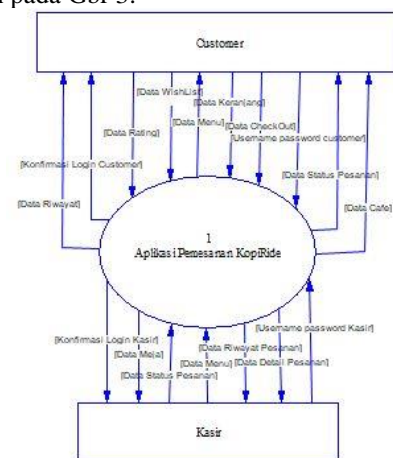 pada Gbr 3.
Customer
[Data WishList]
[Data Keranjang]
[Data Rating]
[Data Menu]
[Data CheckOut]
[Username password customer]
[Konfirmasi Login Customer]
[Data Status Pesanan]
[Data Riwayat]
[Data Cafe]
1
Aplikasi Pemesanan KopiRide
[Username password Kasir]
[Konfirmasi Login Kasir]
[Data Riwayat Pesanan]
[Data Meja]
[Data Menu]
[Data Detail Pesanan]
[Data Status Pesanan]
Kasir